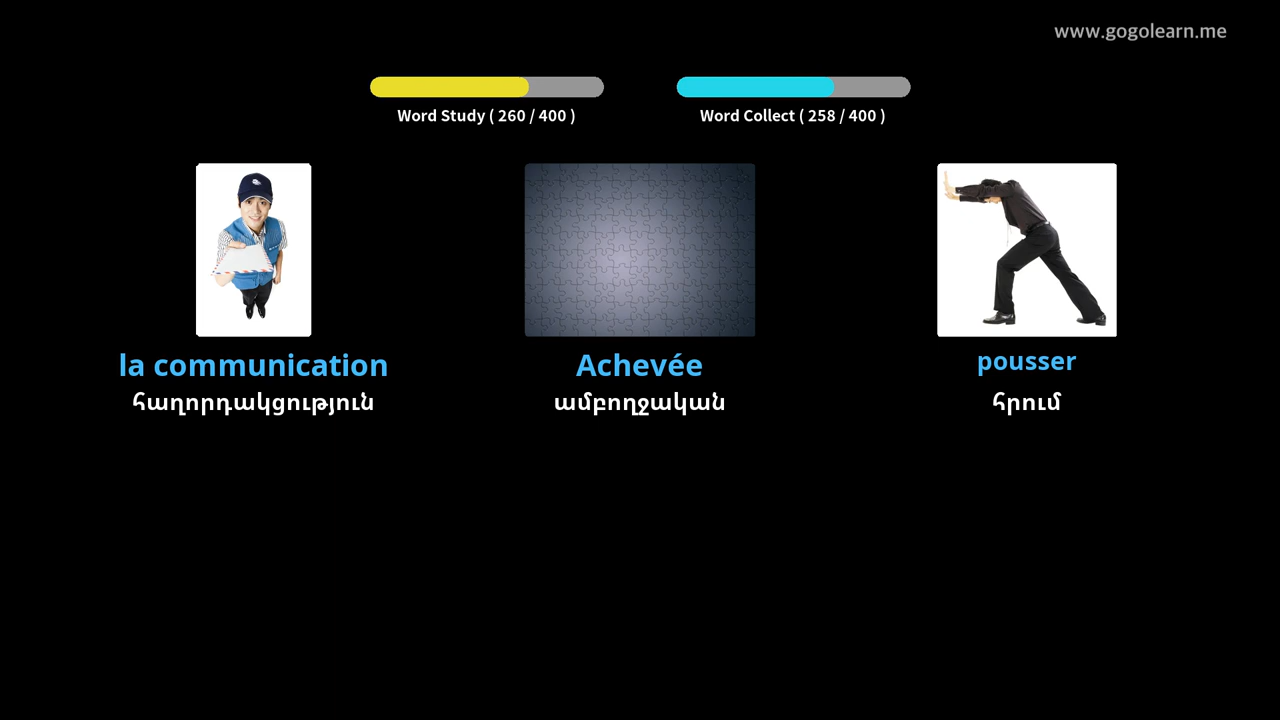 www.gogolearn.me
Word Study ( 260 / 400 )
Word Collect ( 258 / 400 )
la communication
Achevée
pousser
հաղորդակցություն
ամբողջական
հրում